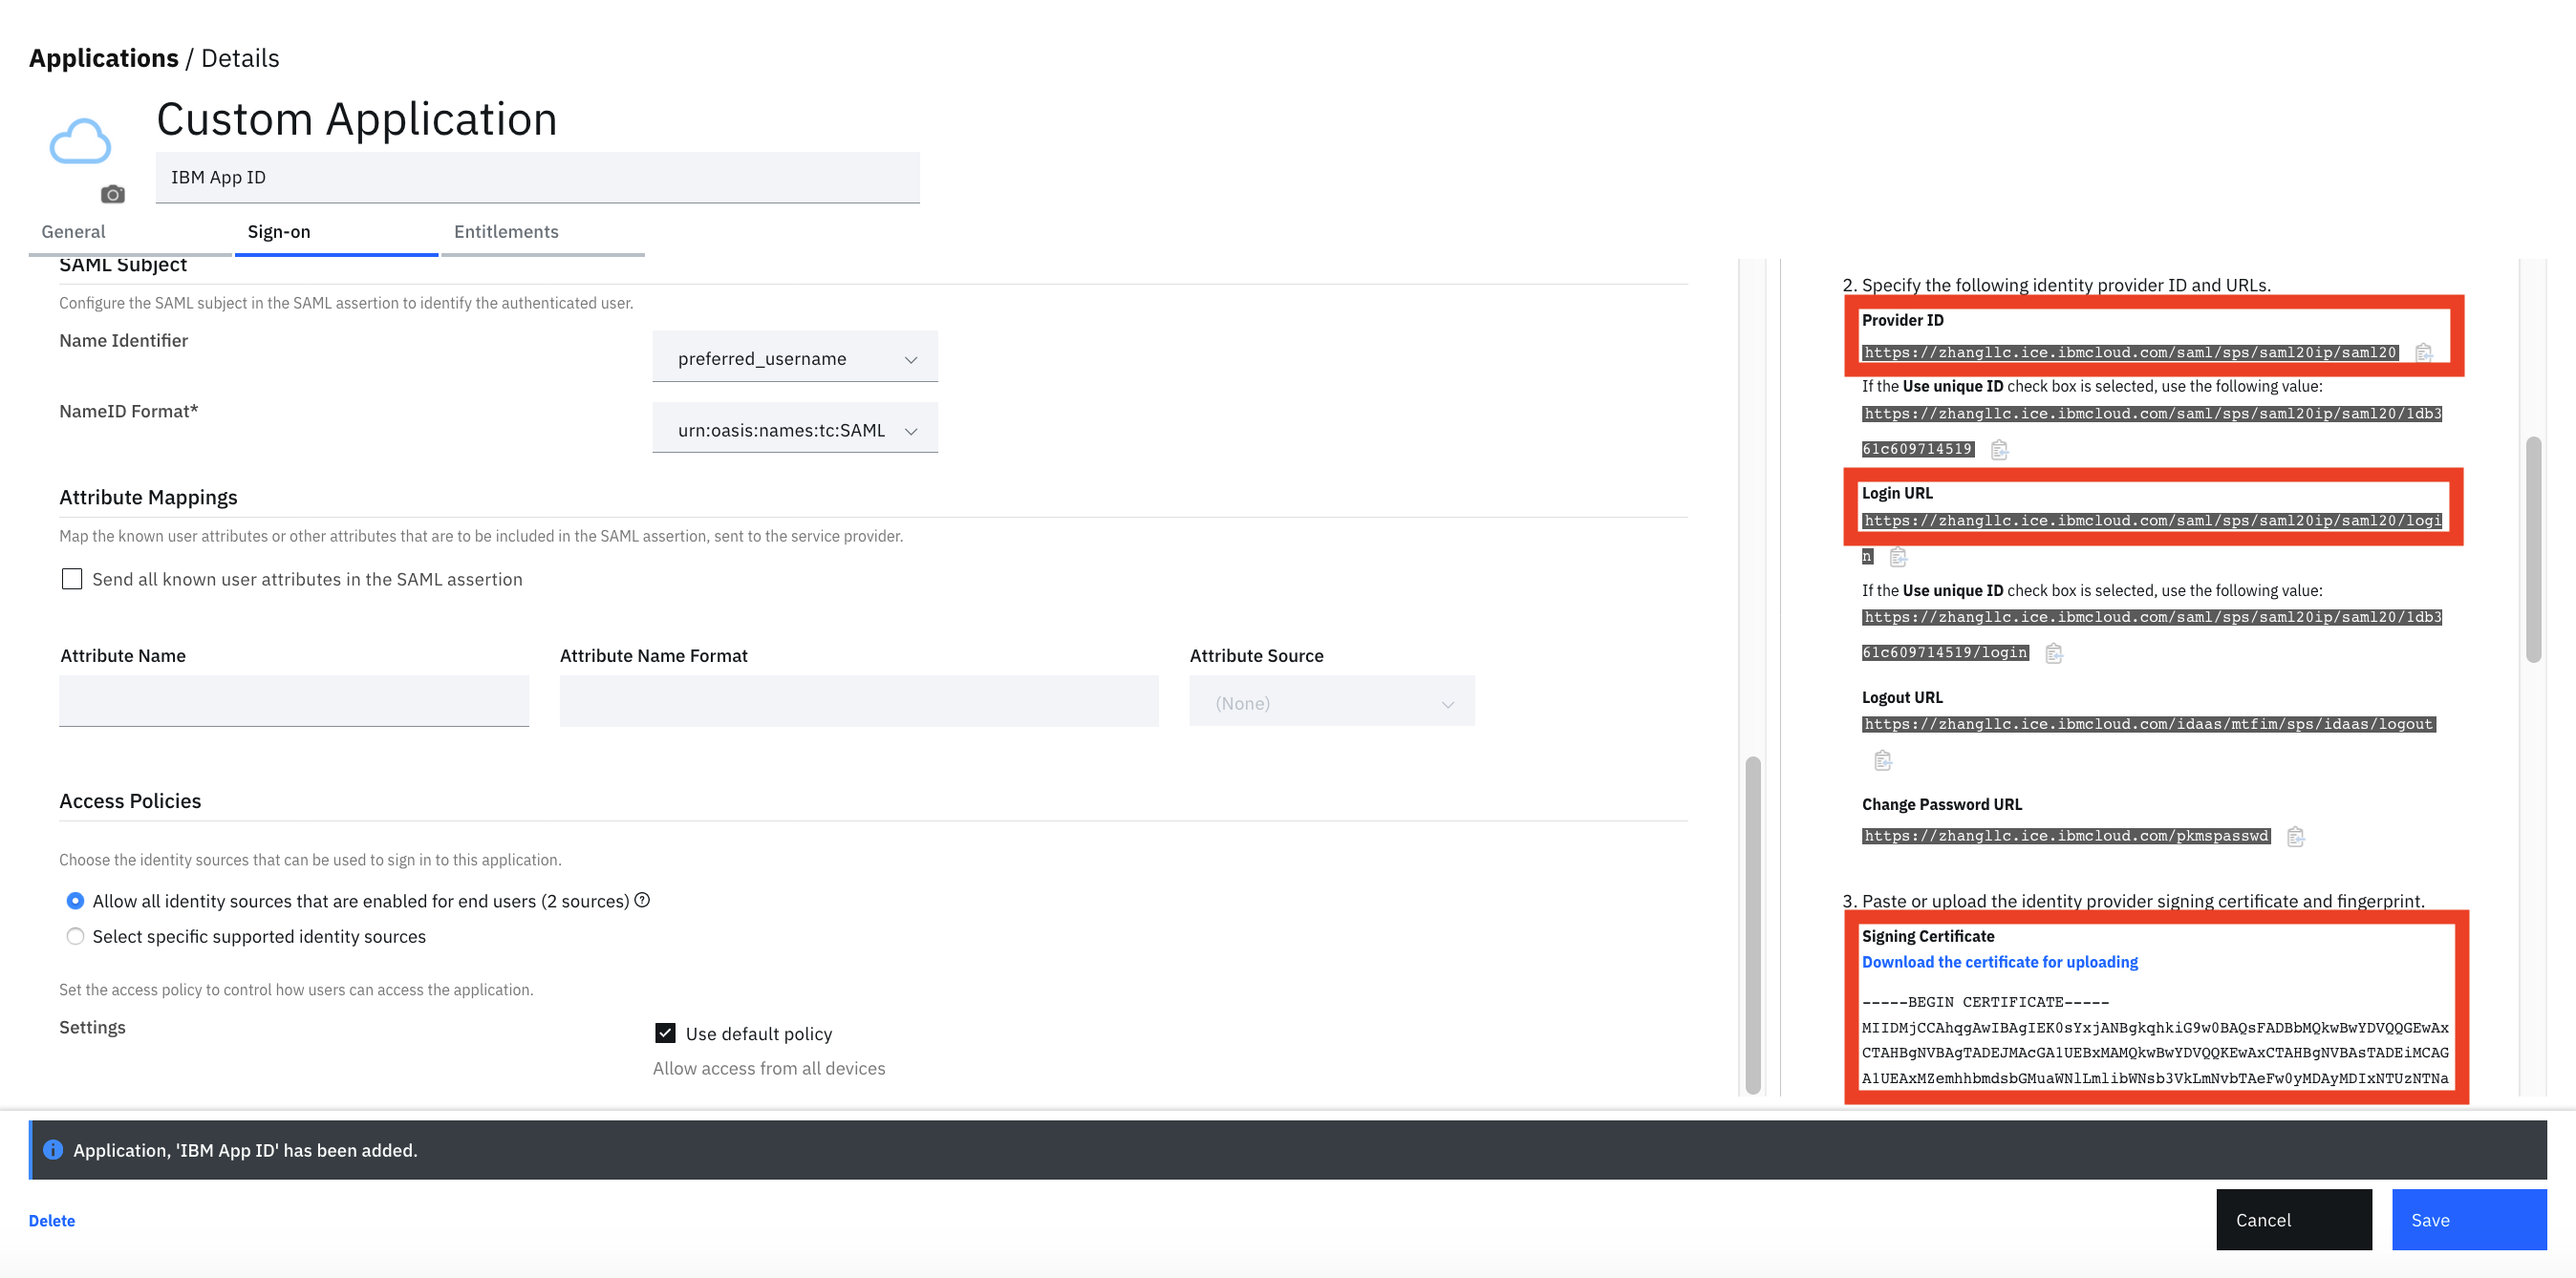 Applications / Details
Custom Application
IBM App ID
General
Sign-on
Entitlements
SAML Subject
Configure the SAML subject in the SAML assertion to identify the authenticated user.
Name Identifier
preferred_username
NameID Format*
urn:oasis:names:tc:SAML
Attribute Mappings
Map the known user attributes or other attributes that are to be included in the SAML assertion, sent to the service provider.
Send all known user attributes in the SAML assertion
Attribute Name
Attribute Name Format
Attribute Source
(None)
Access Policies
Choose the identity sources that can be used to sign in to this application.
Allow all identity sources that are enabled for end users (2 sources)
Select specific supported identity sources
Set the access policy to control how users can access the application.
Settings
Use default policy
Allow access from all devices
2. Specify the following identity provider ID and URLs.
Provider ID
https://zhangllc.ice.ibmcloud.com/saml/sps/saml20ip/saml20
If the Use unique ID check box is selected, use the following value:
https://zhangllc.ice.ibmcloud.com/saml/sps/saml20ip/saml20/1db3
61c609714519
Login URL
https://zhangllc.ice.ibmcloud.com/saml/sps/saml20ip/saml20/logi
n
If the Use unique ID check box is selected, use the following value:
https://zhangllc.ice.ibmcloud.com/saml/sps/saml20ip/saml20/1db3
61c609714519/login
Logout URL
https://zhangllc.ice.ibmcloud.com/idaas/mtfim/sps/idaas/logout
Change Password URL
https://zhangllc.ice.ibmcloud.com/pkmspasswd
3. Paste or upload the identity provider signing certificate and fingerprint.
Signing Certificate
Download the certificate for uploading
-----BEGIN CERTIFICATE-----
MIIDMjCCAhqgAwIBAgIEK0sYxjANBgkqhkiG9w0BAQsFADBbMQkwBwYDVQQGEwAx
CTAHBgNVBAgTADEJMAcGA1UEBxMAMQkwBwYDVQQKEwAxCTAHBgNVBAsTADEiMCAG
A1UEAxMZemhhbmdsbGMuaWNlLmlibWNsb3VkLmNvbTAeFw0yMDAyMDIxNTUzNTNa
Application, 'IBM App ID' has been added.
Delete
Cancel
Save